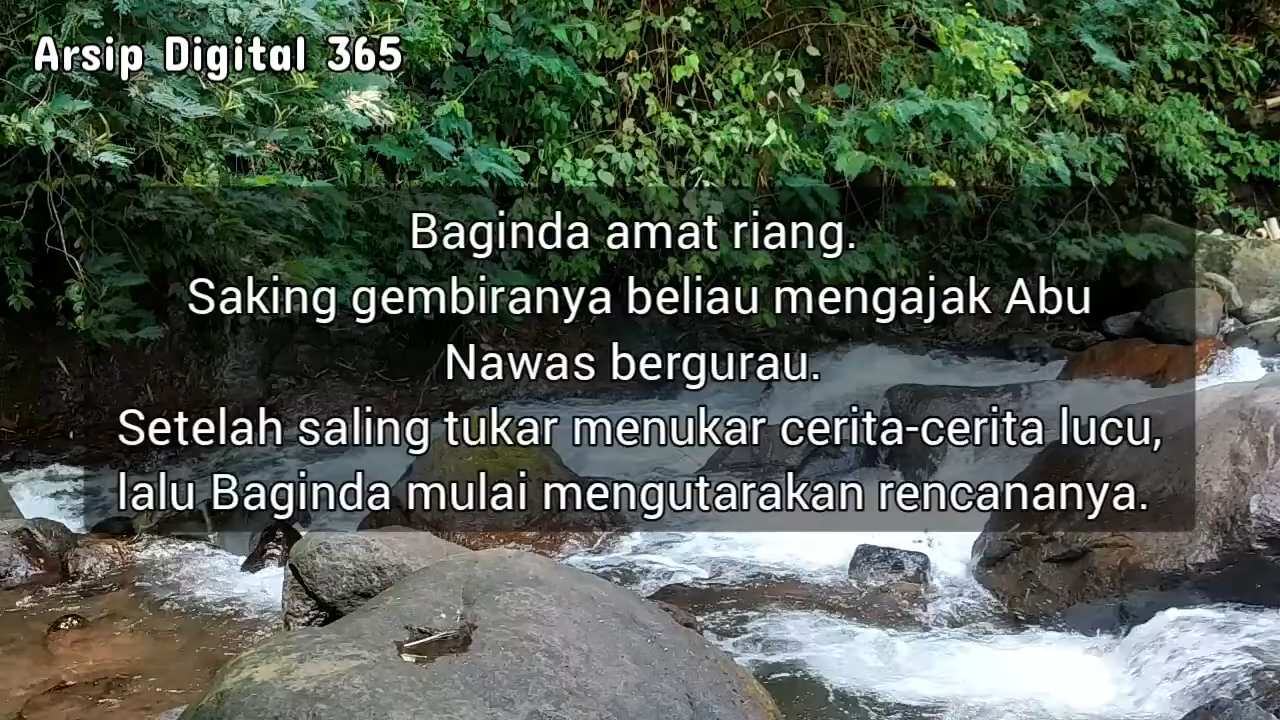 Arsip Digital 365
Baginda amat riang.
Saking gembiranya beliau mengajak Abu
Nawas bergurau.
Setelah saling tukar menukar cerita-cerita lucu,
lalu Baginda mulai mengutarakan rencananya.